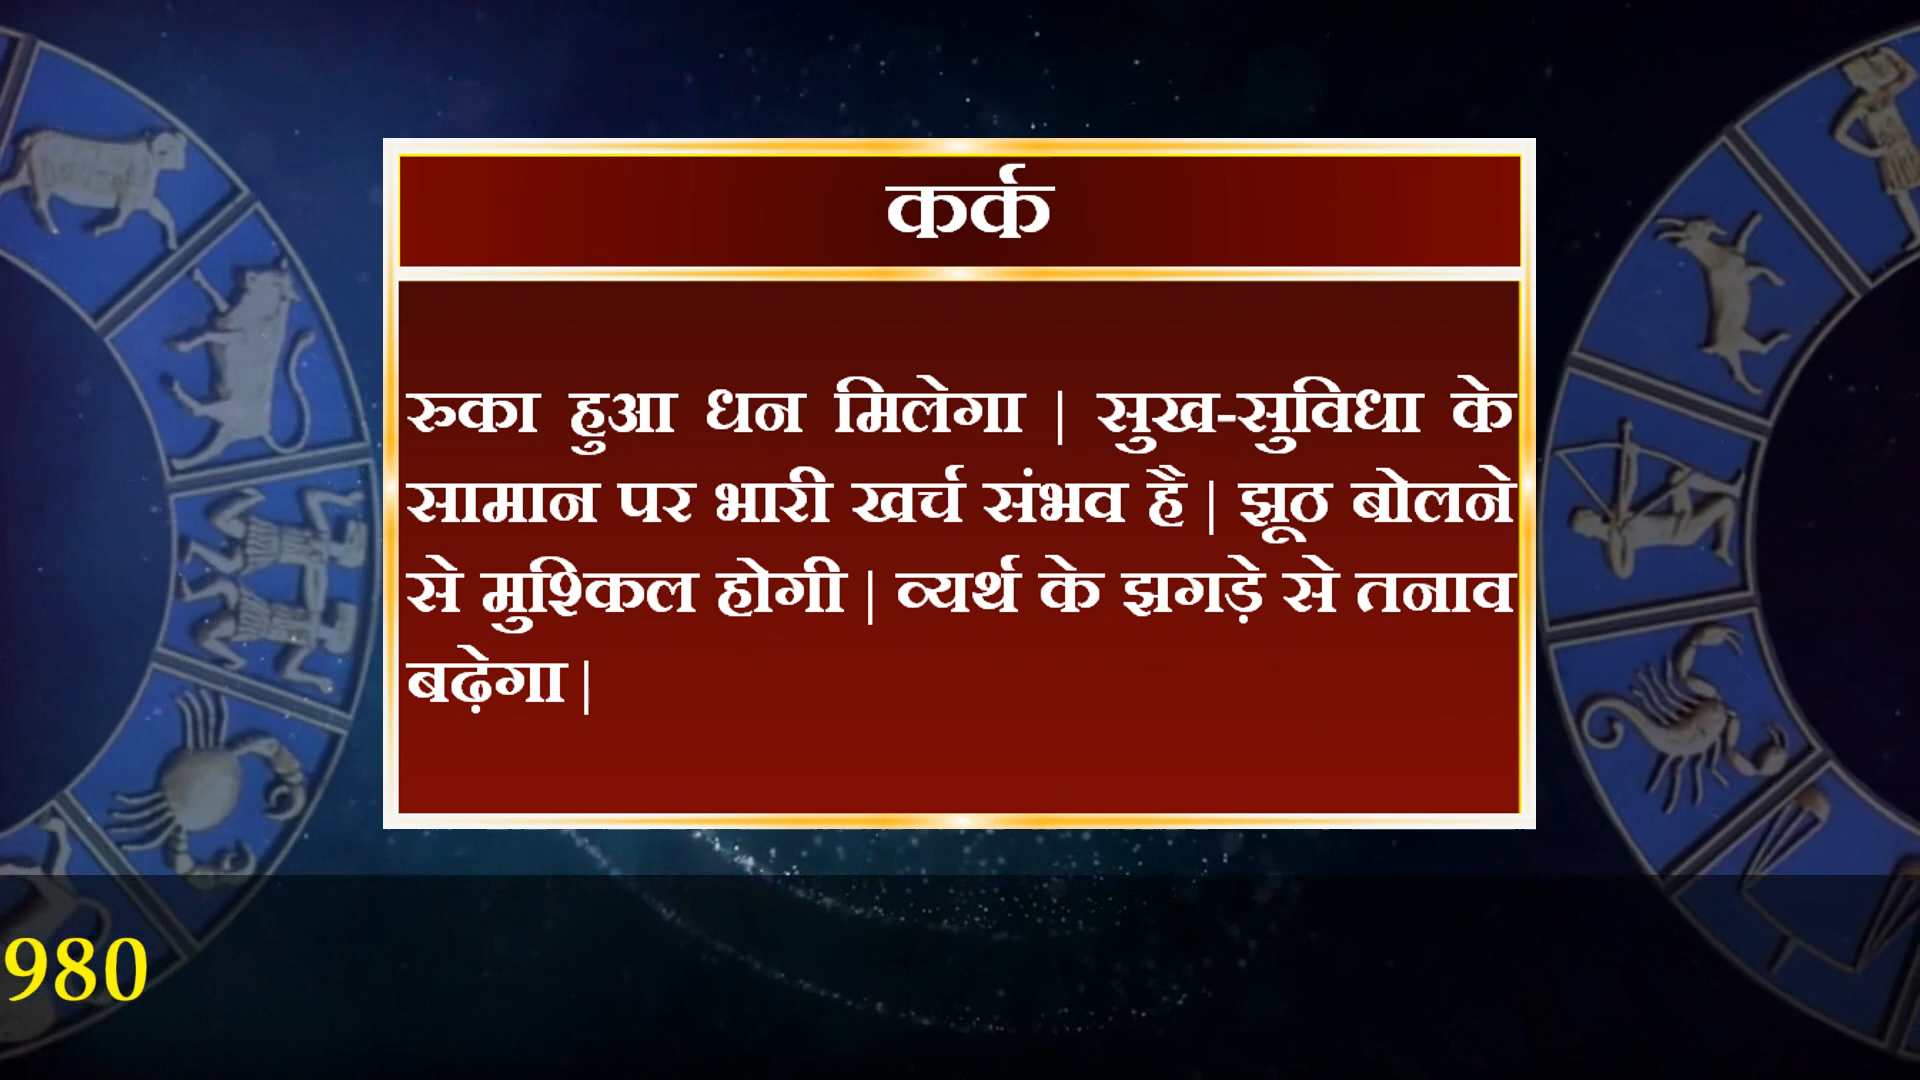 कर्क
रुका हुआ धन मिलेगा | सुख-सुविधा के
सामान पर भारी खर्च संभव है | झूठ बोलने
से मुश्किल होगी | व्यर्थ के झगड़े से तनाव
बढ़ेगा |
980